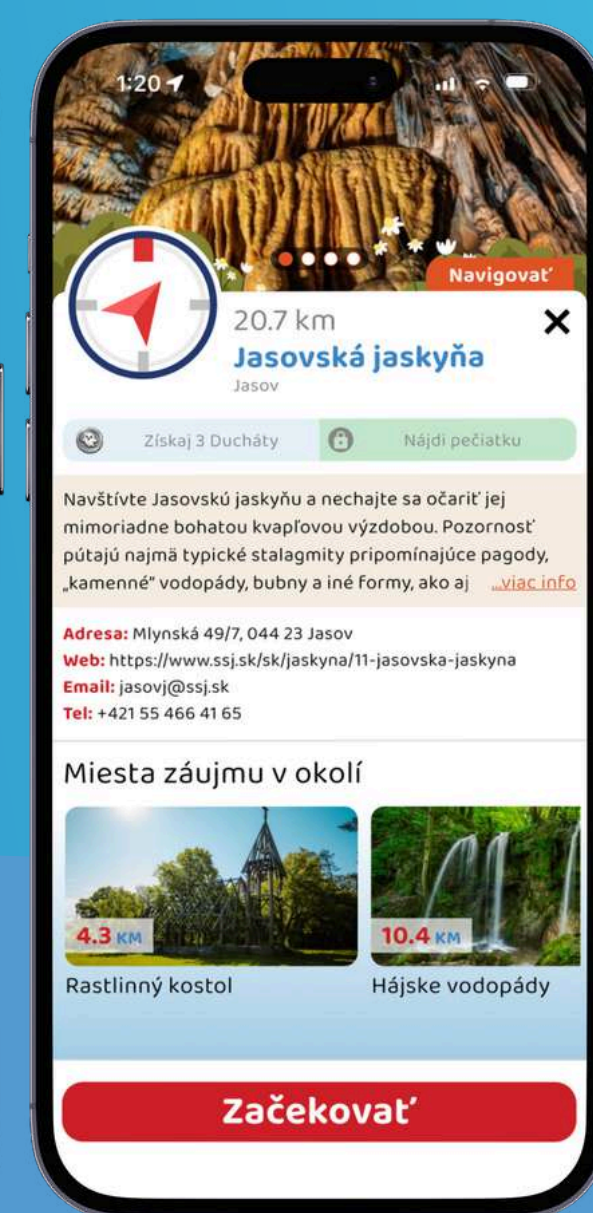 1:20
Navigovať
20.7 km
Jasovská jaskyňa
Jasov
Získaj 3 Ducháty
Nájdi pečiatku
Navštívte Jasovskú jaskyňu a nechajte sa očariť jej
mimoriadne bohatou kvapľovou výzdobou. Pozornosť
pútajú najmä typické stalagmity pripomínajúce pagody,
„kamenné" vodopády, bubny a iné formy, ako aj ...viac info
Adresa: Mlynská 49/7, 044 23 Jasov
Web: https://www.ssj.sk/sk/jaskyna/11-jasovska-jaskyna
Email: jasovj@ssj.sk
Tel: +421 55 466 41 65
Miesta záujmu v okolí
4.3 KM
10.4 KM
Rastlinný kostol
Hájske vodopády
Začekovať